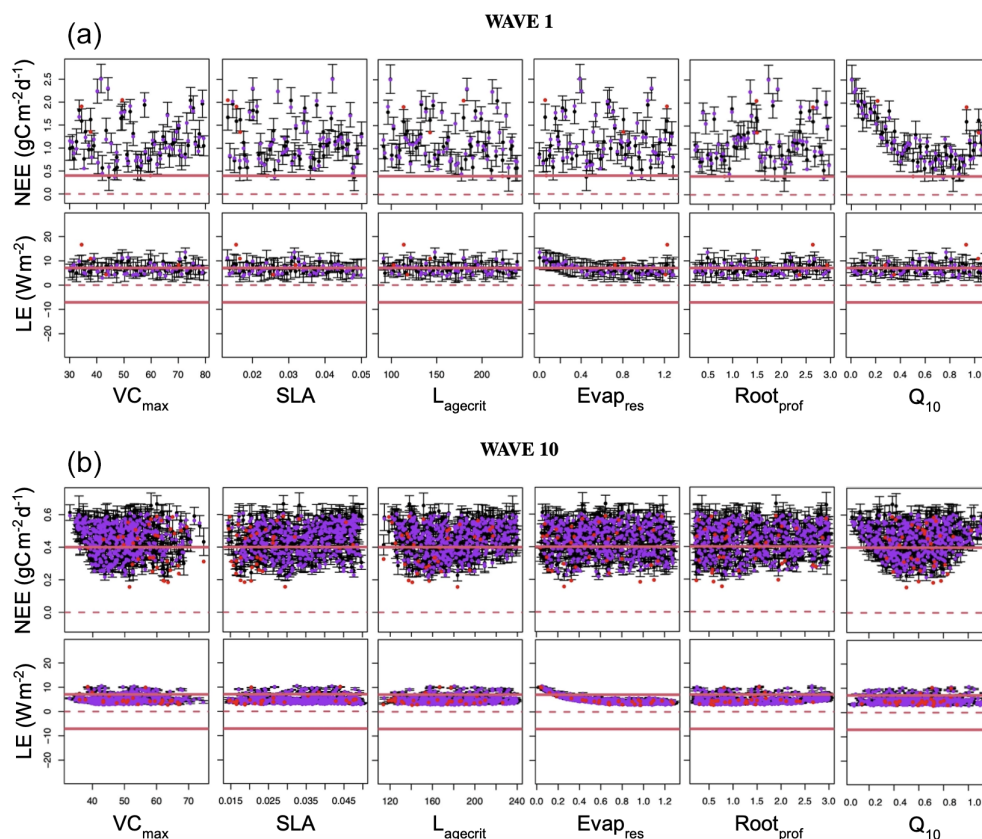 WAVE 1
(a)
NEE (gCm-2d-1)
0.0 0.5 1.0 1.5 2.0 2.5
LE (Wm-2)
-20 -10 0 10 20
30 40 50 60 70 80 0.02 0.03 0.04 0.05 100 150 200 0.0 0.4 0.8 1.2 0.5 1.0 1.5 2.0 2.5 3.0 0.0 0.2 0.4 0.6 0.8 1.0
VCmax SLA Lagecrit Evapres Rootprof Q10
WAVE 10
(b)
NEE (gCm-2d-1)
0.0 0.2 0.4 0.6
LE (Wm-2)
-20 -10 0 10 20
40 50 60 70 0.015 0.025 0.035 0.045 120 160 200 240 0.0 0.2 0.4 0.6 0.8 1.0 1.2 0.5 1.0 1.5 2.0 2.5 3.0 0.0 0.2 0.4 0.6 0.8 1.0
VCmax SLA Lagecrit Evapres Rootprof Q10